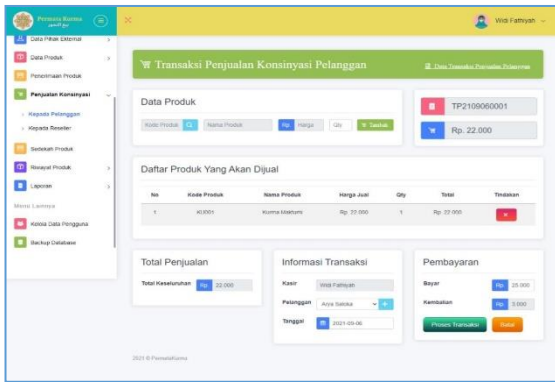 Permata Kurma
Widi Fathiyah
Data Pihak Eksternal
Data Produk
Penerimaan Produk
Penjualan Konsinyasi
Kepada Pelanggan
Kepada Reseller
Sedekah Produk
Riwayat Produk
Laporan
Menu Lainnya
Kelola Data Pengguna
Backup Database
Transaksi Penjualan Konsinyasi Pelanggan
Data Transaksi Penjualan Pelanggan
Data Produk
Kode Produk Nama Produk Rp Harga Qty Tambah
TP2109060001
Rp. 22.000
Daftar Produk Yang Akan Dijual
No Kode Produk Nama Produk Harga Jual Qty Total Tindakan
1 KU001 Kurma Makhtumi Rp. 22.000 1 Rp. 22.000
Total Penjualan
Total Keseluruhan Rp 22.000
Informasi Transaksi
Kasir Widi Fathiyah
Pelanggan Arya Saloka
Tanggal 2021-09-06
Pembayaran
Bayar Rp 25.000
Kembalian Rp 3.000
Proses Transaksi Batal
2021 © PermataKurma